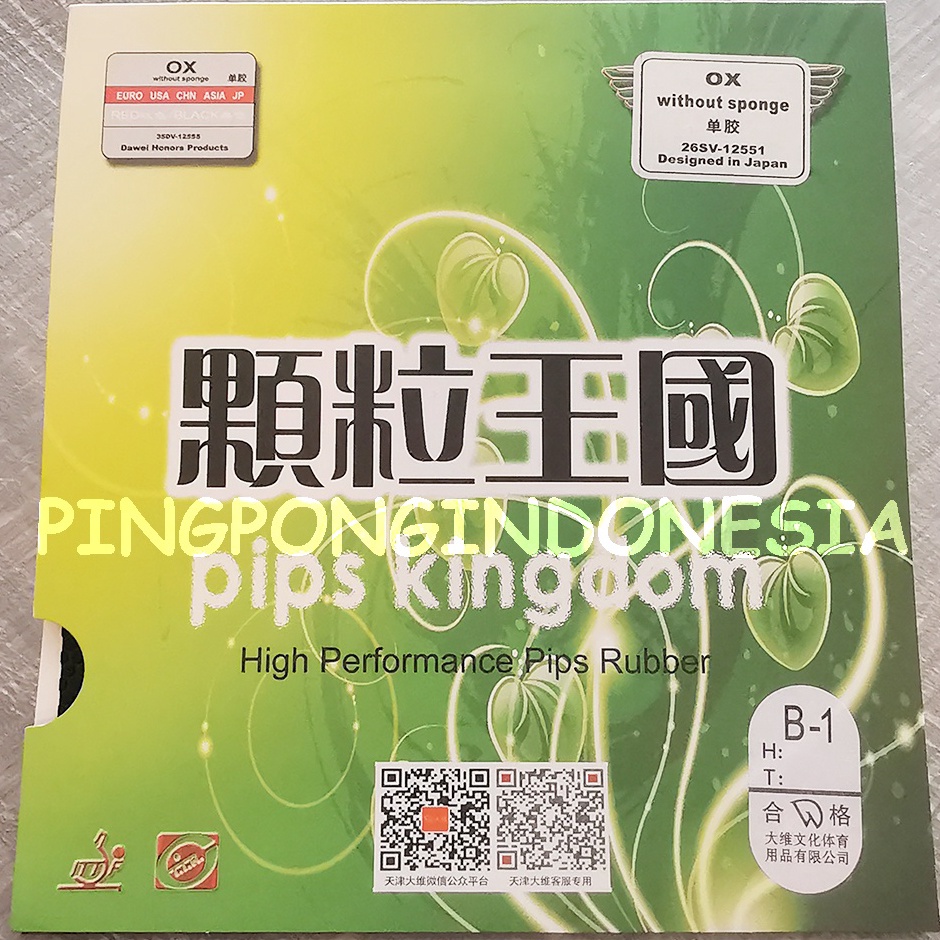 OX
without sponge 单胶
EURO USA CHN ASIA JP
RED BLACK
Dawei Honors Products
OX
without sponge
单胶
26SV-12551
Designed in Japan
顆粒王國
PINGPONGINDONESIA
pips kingdom
High Performance Pips Rubber
B-1
H:
T:
合 格
大维文化体育
用品有限公司
天津大维微信公众平台 天津大维客服专用
ITTF